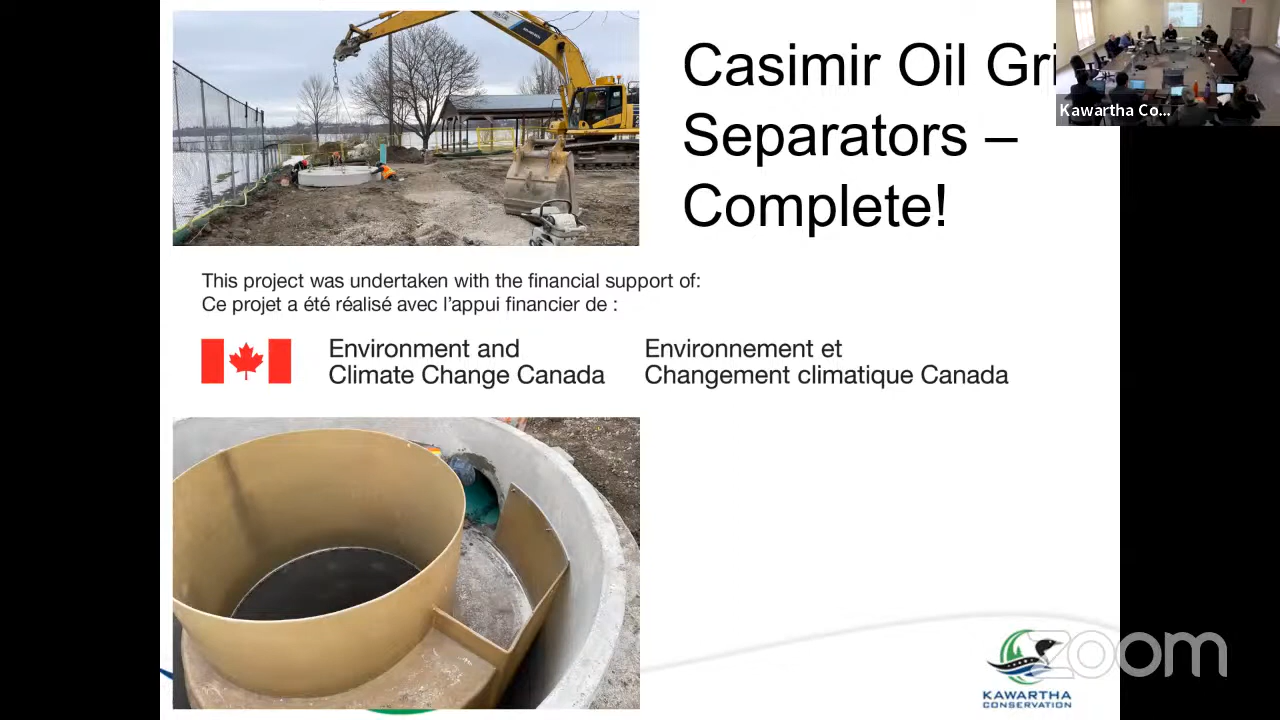 Casimir Oil Gri
Separators –
Complete!
Kawartha Co...
This project was undertaken with the financial support of:
Ce projet a été réalisé avec l'appui financier de :
Environment and
Climate Change Canada
Environnement et
Changement climatique Canada
zoom
KAWARTHA
CONSERVATION